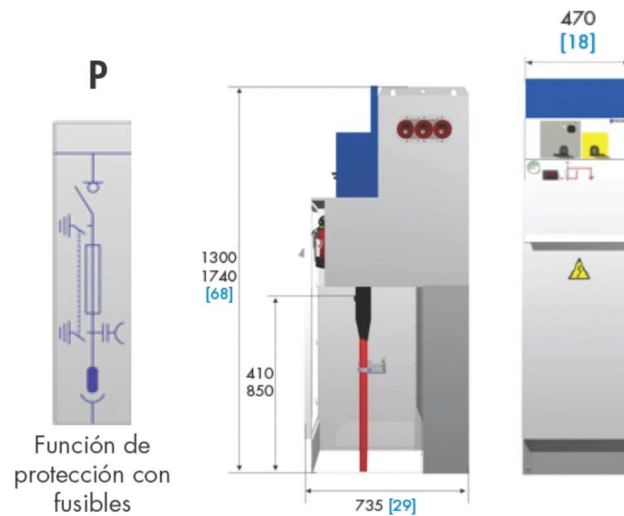 P
Función de
protección con
fusibles
1300
1740
[68]
410
850
735 [29]
470
[18]